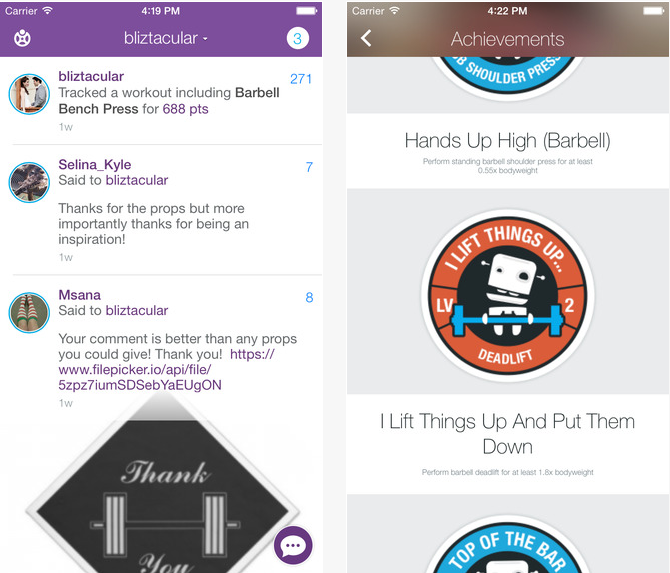 Carrier 4:19 PM
bliztacular
3
bliztacular 271
Tracked a workout including Barbell
Bench Press for 688 pts
1w
Selina_Kyle 7
Said to bliztacular
Thanks for the props but more
importantly thanks for being an
inspiration!
1w
Msana 8
Said to bliztacular
Your comment is better than any props
you could give! Thank you! https://
www.filepicker.io/api/file/
5zpz7iumSDSebYaEUgON
1w
Thank
You
Carrier 4:22 PM
Achievements
SHOULDER PRESS
Hands Up High (Barbell)
Perform standing barbell shoulder press for at least
0.55x bodyweight
I LIFT THINGS UP...
LV 2
DEADLIFT
I Lift Things Up And Put Them
Down
Perform barbell deadlift for at least 1.8x bodyweight
TOP OF THE BAR